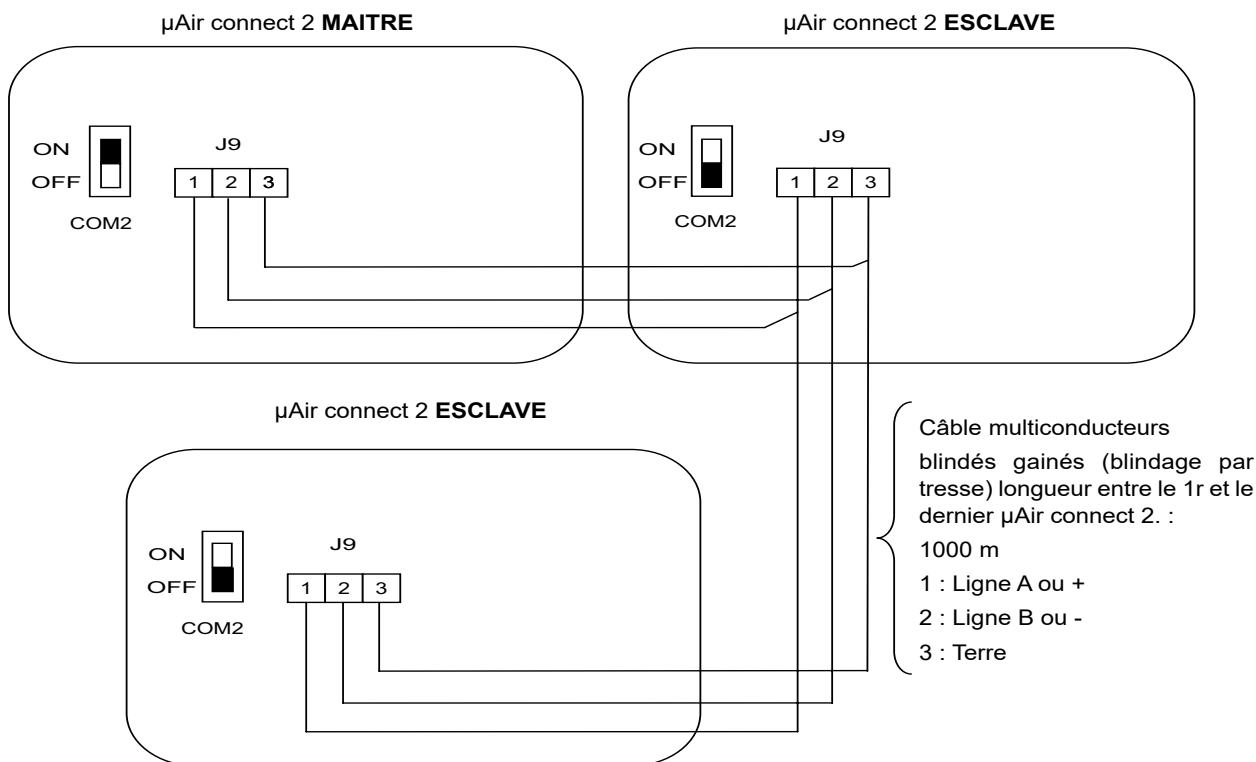 µAir connect 2 MAITRE
ON
OFF
COM2
J9
1 2 3
µAir connect 2 ESCLAVE
ON
OFF
COM2
J9
1 2 3
µAir connect 2 ESCLAVE
ON
OFF
COM2
J9
1 2 3
Câble multiconducteurs
blindés gainés (blindage par
tresse) longueur entre le 1r et le
dernier µAir connect 2. :
1000 m
1 : Ligne A ou +
2 : Ligne B ou -
3 : Terre